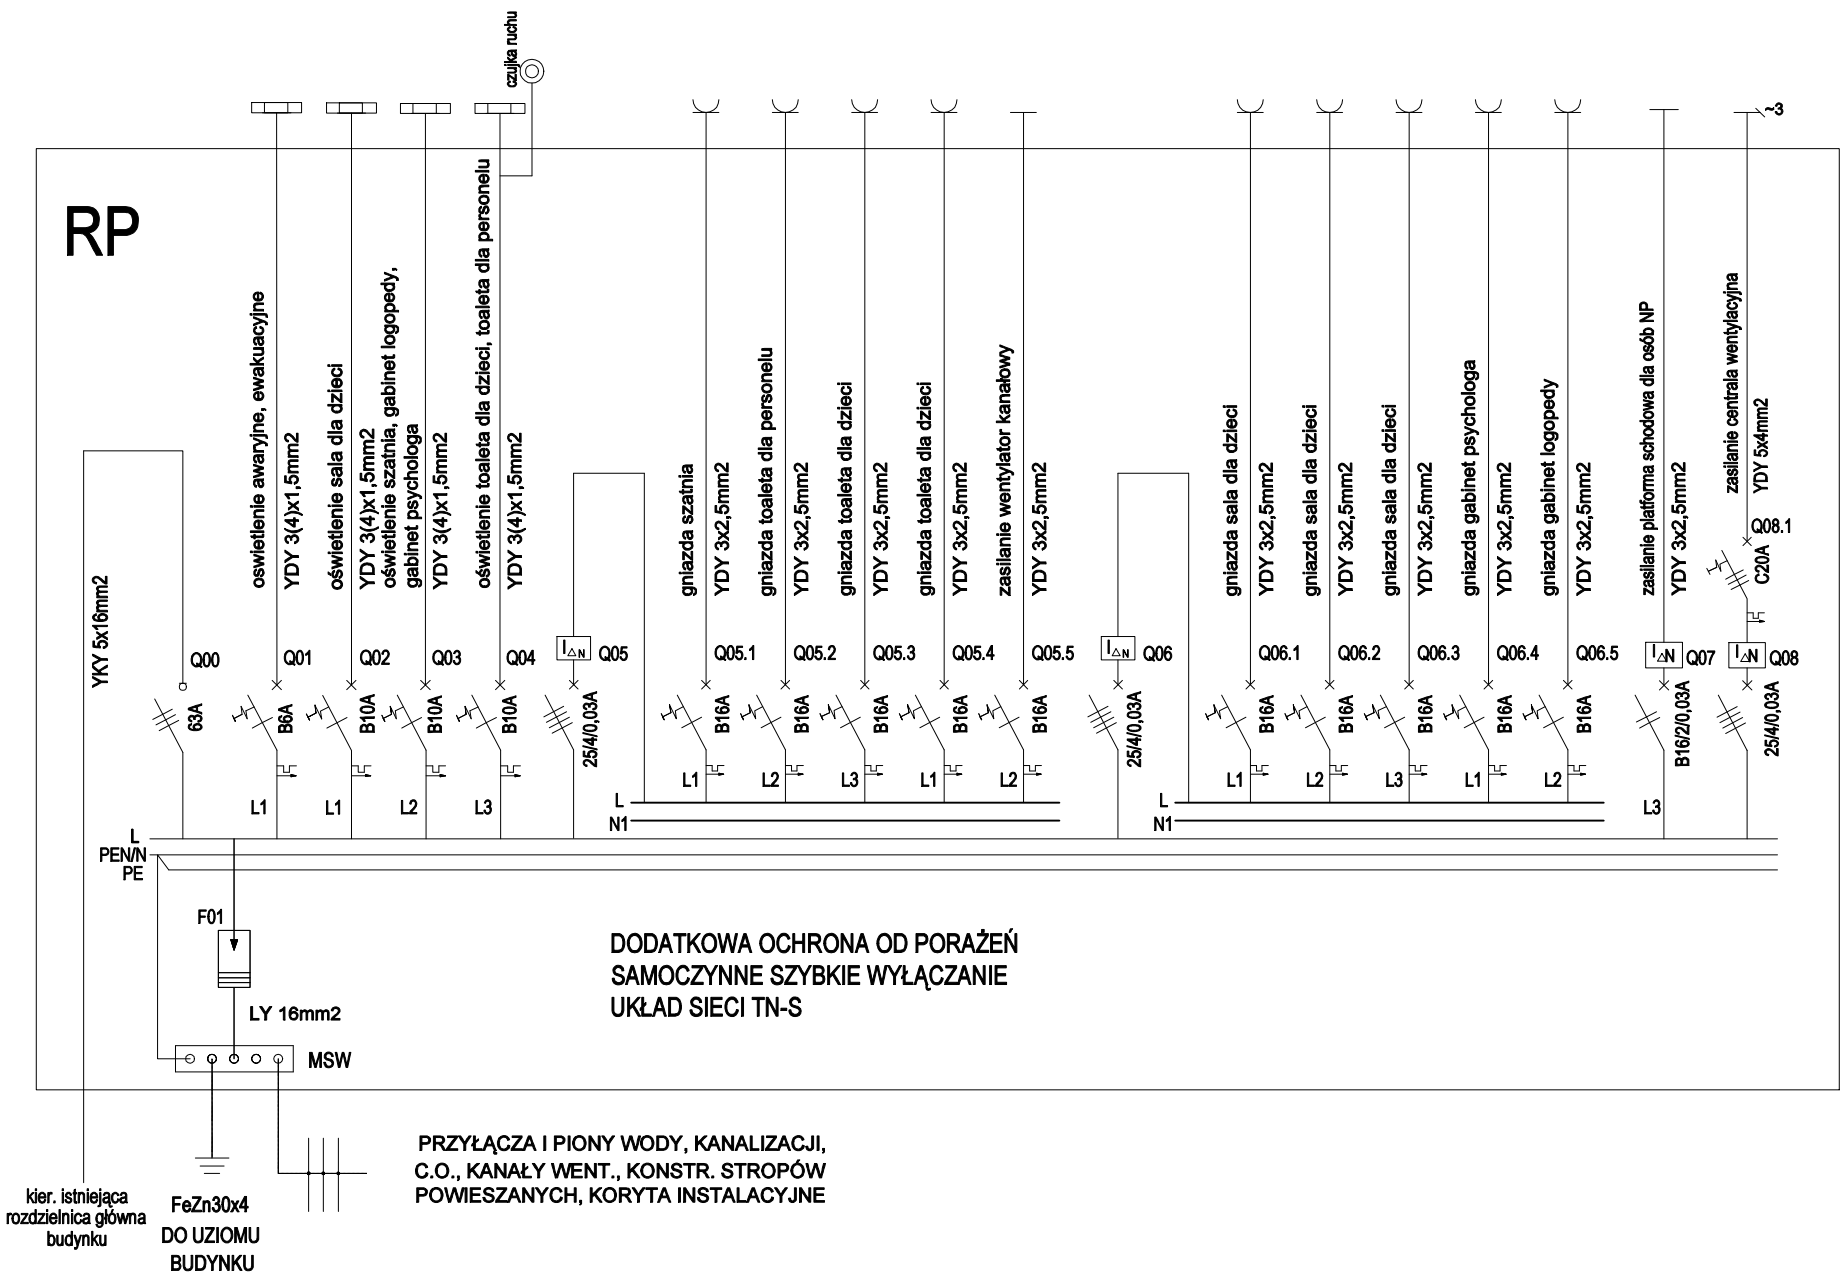 czujka ruchu
~3
RP
oswietlenie awaryjne, ewakuacyjne
YDY 3(4)x1,5mm2
oświetlenie sala dla dzieci
YDY 3(4)x1,5mm2
oświetlenie szatnia, gabinet logopedy,
gabinet psychologa
YDY 3(4)x1,5mm2
oświetlenie toaleta dla dzieci, toaleta dla personelu
YDY 3(4)x1,5mm2
gniazda szatnia
YDY 3x2,5mm2
gniazda toaleta dla personelu
YDY 3x2,5mm2
gniazda toaleta dla dzieci
YDY 3x2,5mm2
gniazda toaleta dla dzieci
YDY 3x2,5mm2
zasilanie wentylator kanałowy
YDY 3x2,5mm2
gniazda sala dla dzieci
YDY 3x2,5mm2
gniazda sala dla dzieci
YDY 3x2,5mm2
gniazda sala dla dzieci
YDY 3x2,5mm2
gniazda gabinet psychologa
YDY 3x2,5mm2
gniazda gabinet logopedy
YDY 3x2,5mm2
zasilanie platforma schodowa dla osób NP
YDY 3x2,5mm2
zasilanie centrala wentylacyjna
YDY 5x4mm2
Q08.1
C20A
YKY 5x16mm2
Q00
Q01
Q02
Q03
Q04
I△N
Q05
Q05.1
Q05.2
Q05.3
Q05.4
Q05.5
I△N
Q06
Q06.1
Q06.2
Q06.3
Q06.4
Q06.5
I△N
Q07
I△N
Q08
63A
B6A
B10A
B10A
B10A
25/4/0,03A
B16A
B16A
B16A
B16A
B16A
25/4/0,03A
B16A
B16A
B16A
B16A
B16A
B16/2/0,03A
25/4/0,03A
L1
L2
L3
L1
L2
L1
L2
L3
L1
L2
L1
L1
L2
L3
L
N1
L
N1
L3
L
PEN/N
PE
F01
LY 16mm2
MSW
DODATKOWA OCHRONA OD PORAŻEŃ
SAMOCZYNNE SZYBKIE WYŁĄCZANIE
UKŁAD SIECI TN-S
PRZYŁĄCZA I PIONY WODY, KANALIZACJI,
C.O., KANAŁY WENT., KONSTR. STROPÓW
POWIESZANYCH, KORYTA INSTALACYJNE
kier. istniejąca
rozdzielnica główna
budynku
FeZn30x4
DO UZIOMU
BUDYNKU